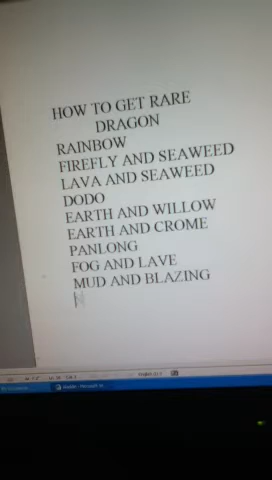 HOW TO GET RARE
DRAGON
RAINBOW
FIREFLY AND SEAWEED
LAVA AND SEAWEED
DODO
EARTH AND WILLOW
EARTH AND CROME
PANLONG
FOG AND LAVE
MUD AND BLAZING